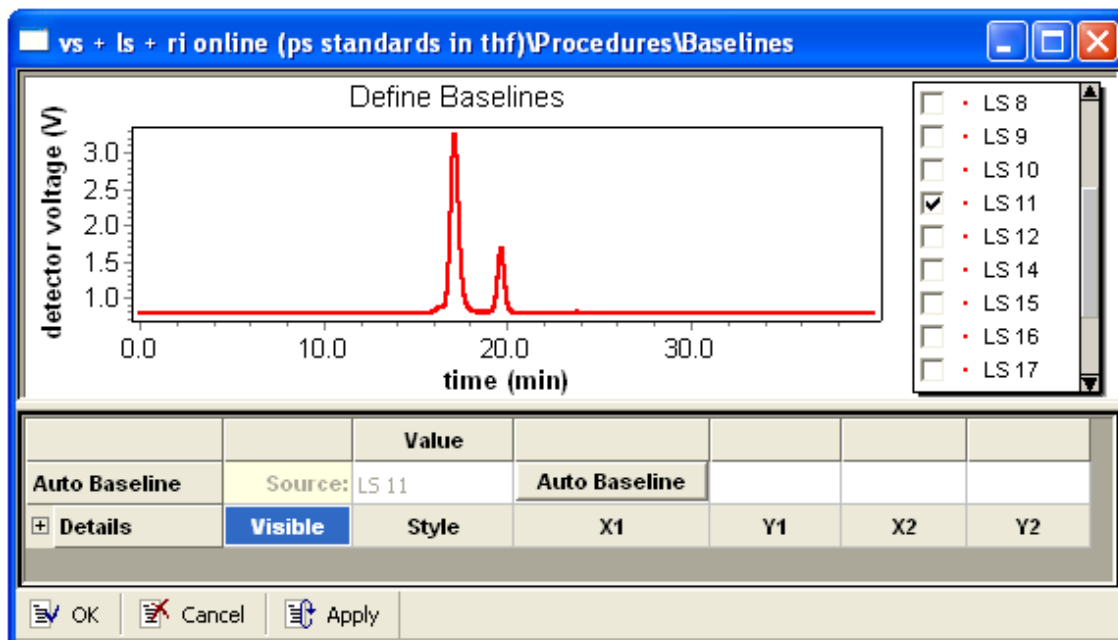 vs + ls + ri online (ps standards in thf)\Procedures\Baselines
Define Baselines
detector voltage (V)
3.0
2.5
2.0
1.5
1.0
0.0 10.0 20.0 30.0
time (min)
LS 8
LS 9
LS 10
LS 11
LS 12
LS 14
LS 15
LS 16
LS 17
Value
Auto Baseline Source: LS 11 Auto Baseline
Details Visible Style X1 Y1 X2 Y2
OK Cancel Apply